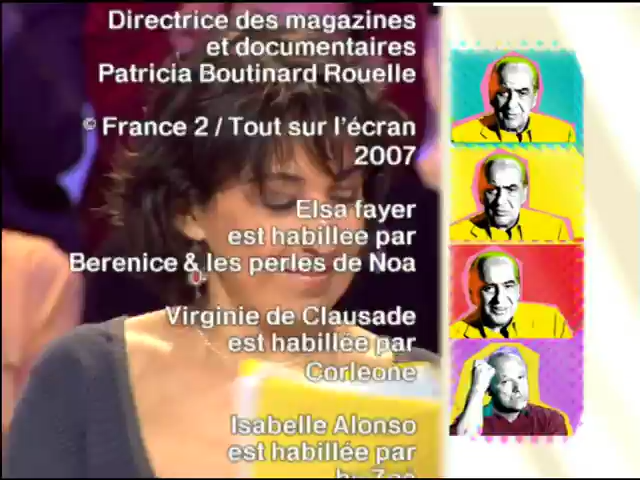 Directrice des magazines
et documentaires
Patricia Boutinard Rouelle
© France 2 / Tout sur l'écran
2007
Elsa fayer
est habillée par
Berenice & les perles de Noa
Virginie de Clausade
est habillée par
Corleone
Isabelle Alonso
est habillée par